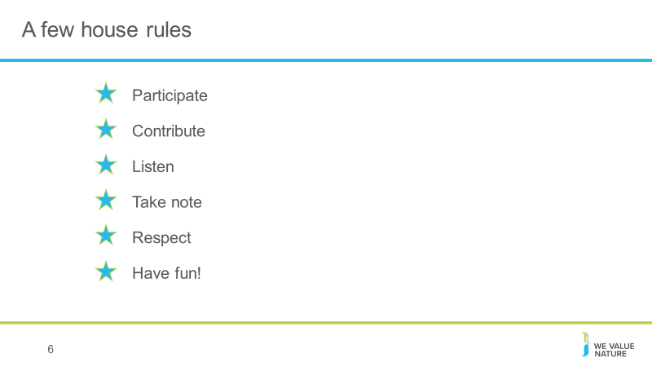 A few house rules
Participate
Contribute
Listen
Take note
Respect
Have fun!
6
WE VALUE
NATURE